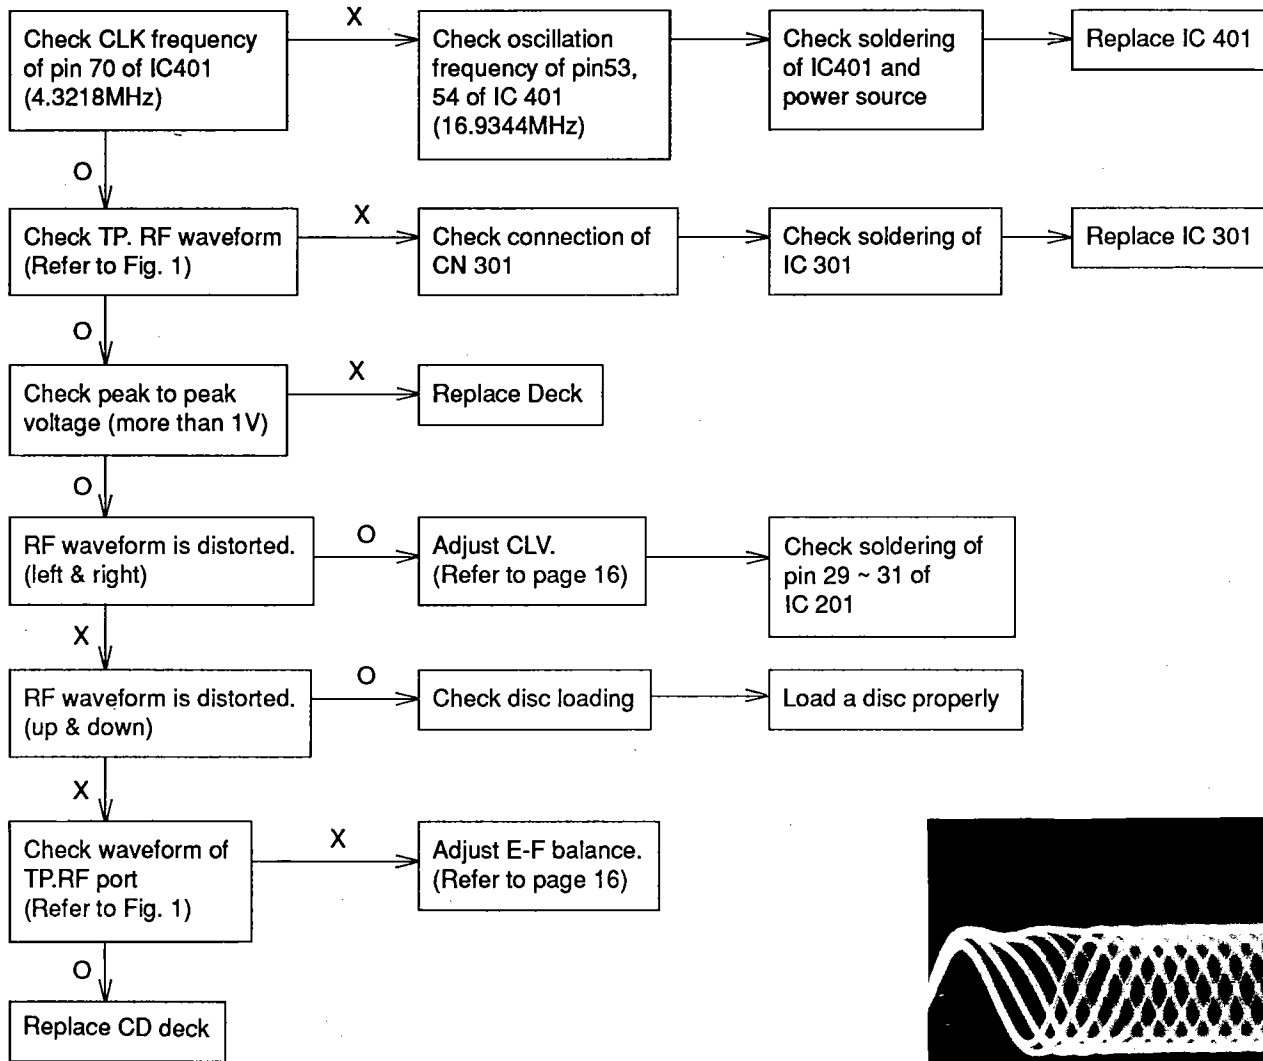 Check CLK frequency
of pin 70 of IC401
(4.3218MHz)
X
Check oscillation
frequency of pin53,
54 of IC 401
(16.9344MHz)
Check soldering
of IC401 and
power source
Replace IC 401
O
Check TP. RF waveform
(Refer to Fig. 1)
X
Check connection of
CN 301
Check soldering of
IC 301
Replace IC 301
O
Check peak to peak
voltage (more than 1V)
X
Replace Deck
O
RF waveform is distorted.
(left & right)
O
Adjust CLV.
(Refer to page 16)
Check soldering of
pin 29 ~ 31 of
IC 201
X
RF waveform is distorted.
(up & down)
O
Check disc loading
Load a disc properly
X
Check waveform of
TP.RF port
(Refer to Fig. 1)
X
Adjust E-F balance.
(Refer to page 16)
O
Replace CD deck